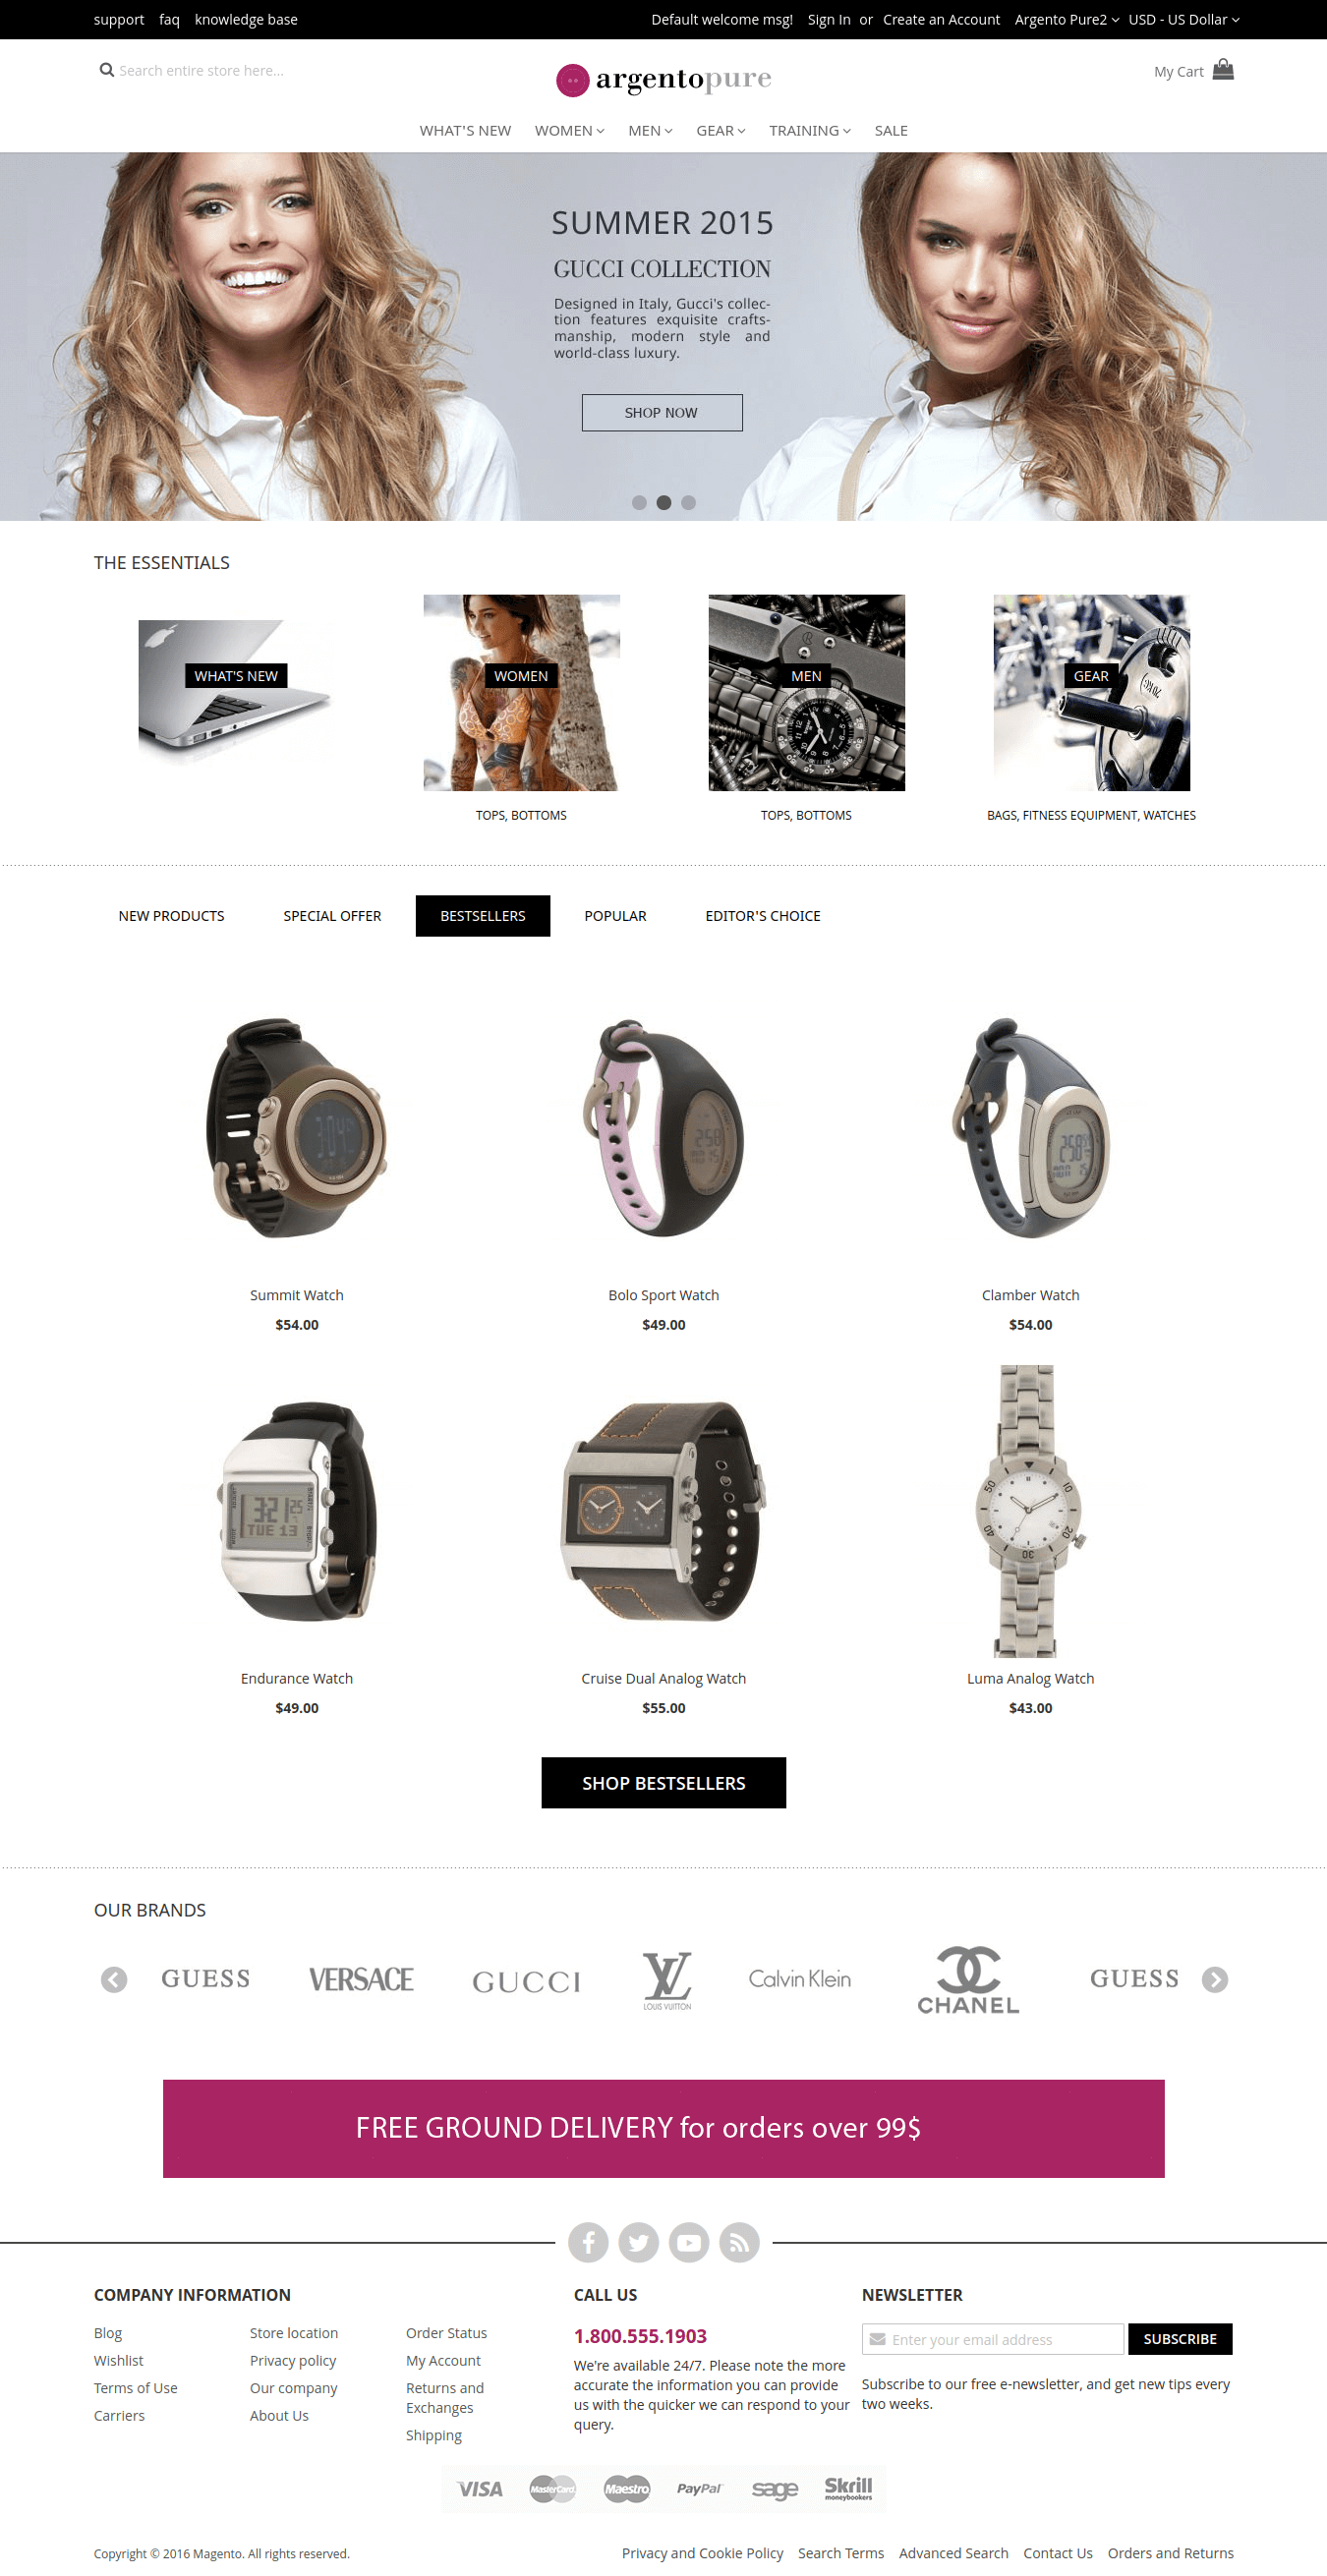 support faq knowledge base
Default welcome msg! Sign In or Create an Account Argento Pure2 USD - US Dollar
Search entire store here...
argentopure
My Cart
WHAT'S NEW WOMEN MEN GEAR TRAINING SALE
SUMMER 2015
GUCCI COLLECTION
Designed in Italy, Gucci's collec-
tion features exquisite crafts-
manship, modern style and
world-class luxury.
SHOP NOW
THE ESSENTIALS
WHAT'S NEW
WOMEN
MEN
GEAR
TOPS, BOTTOMS
TOPS, BOTTOMS
BAGS, FITNESS EQUIPMENT, WATCHES
NEW PRODUCTS SPECIAL OFFER BESTSELLERS POPULAR EDITOR'S CHOICE
Summit Watch
$54.00
Bolo Sport Watch
$49.00
Clamber Watch
$54.00
Endurance Watch
$49.00
Cruise Dual Analog Watch
$55.00
Luma Analog Watch
$43.00
SHOP BESTSELLERS
OUR BRANDS
GUESS
VERSACE
GUCCI
LV
LOUIS VUITTON
Calvin Klein
CHANEL
GUESS
FREE GROUND DELIVERY for orders over 99$
COMPANY INFORMATION
Blog
Wishlist
Terms of Use
Carriers
Store location
Privacy policy
Our company
About Us
Order Status
My Account
Returns and
Exchanges
Shipping
CALL US
1.800.555.1903
We're available 24/7. Please note the more
accurate the information you can provide
us with the quicker we can respond to your
query.
NEWSLETTER
Enter your email address
SUBSCRIBE
Subscribe to our free e-newsletter, and get new tips every
two weeks.
VISA MasterCard Maestro PayPal sage Skrill
moneybookers
Copyright © 2016 Magento. All rights reserved.
Privacy and Cookie Policy Search Terms Advanced Search Contact Us Orders and Returns